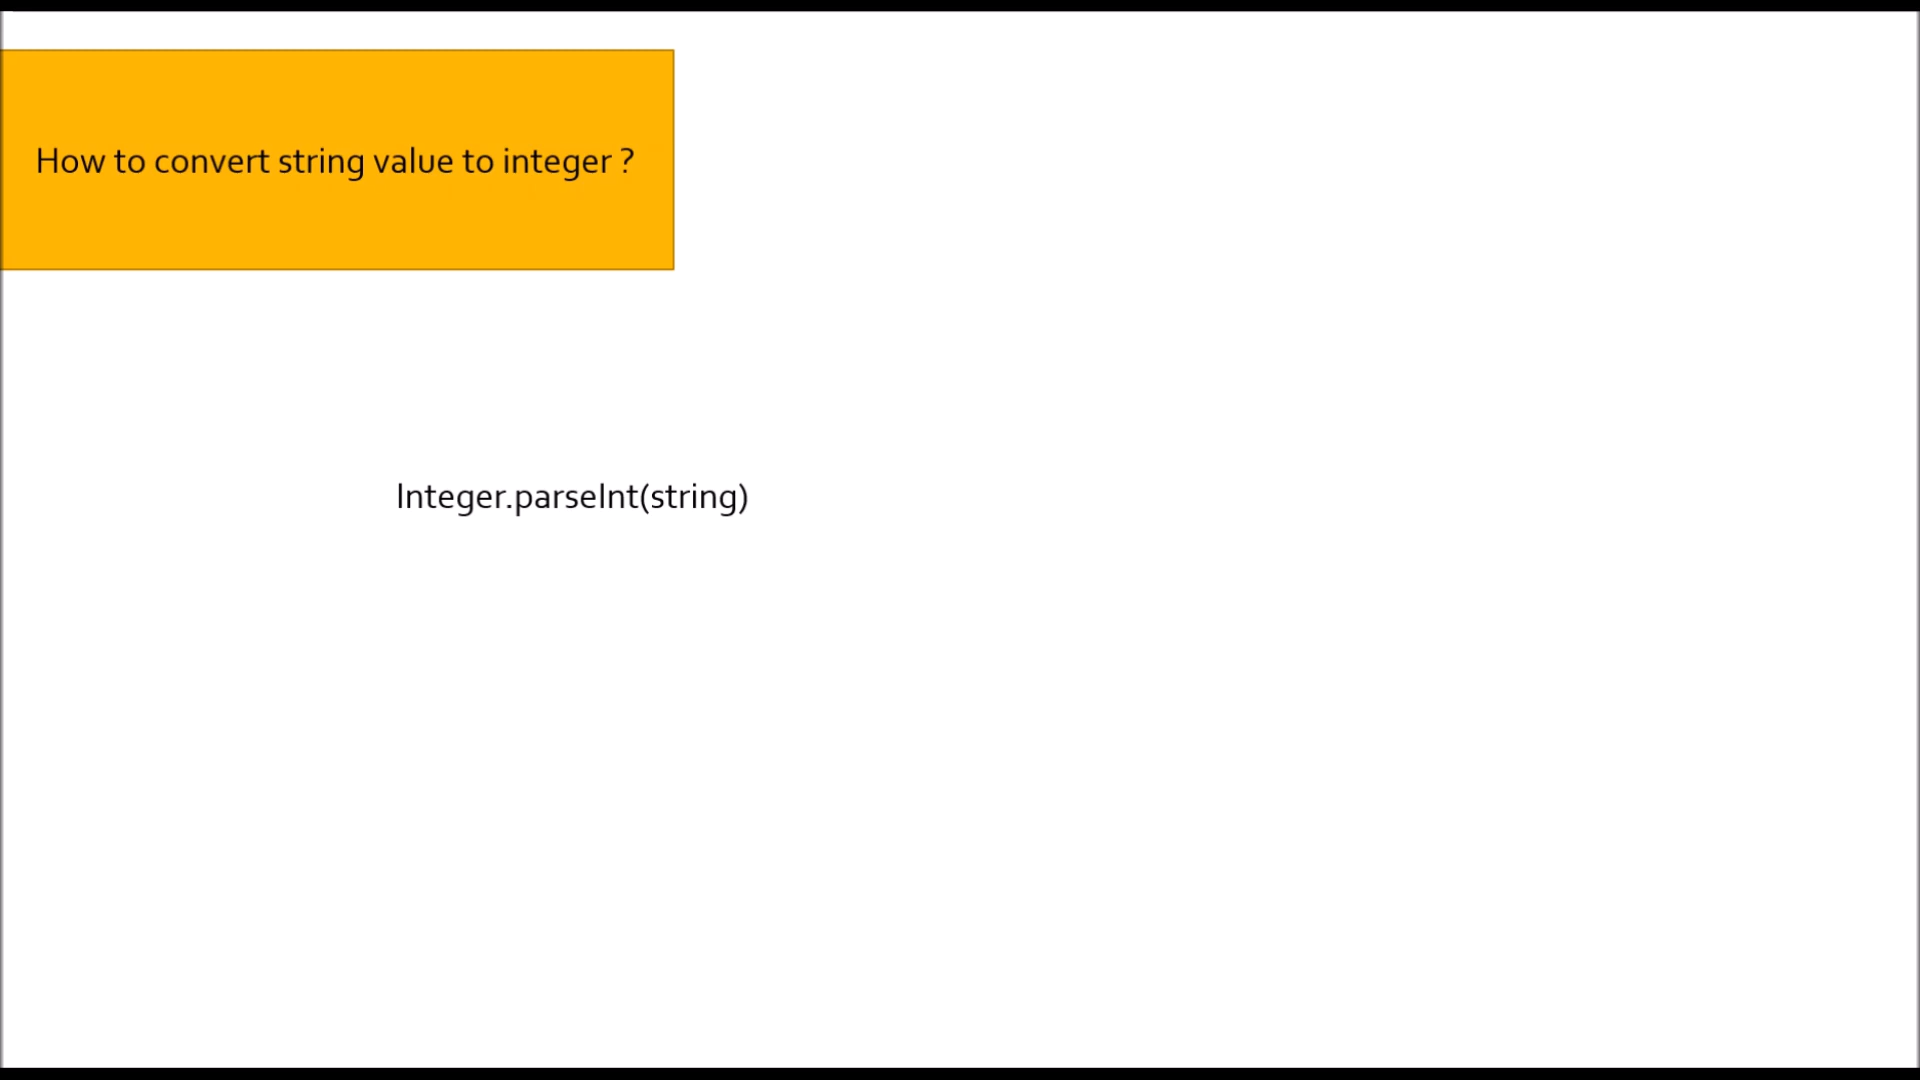 How to convert string value to integer ?
Integer.parseInt(string)